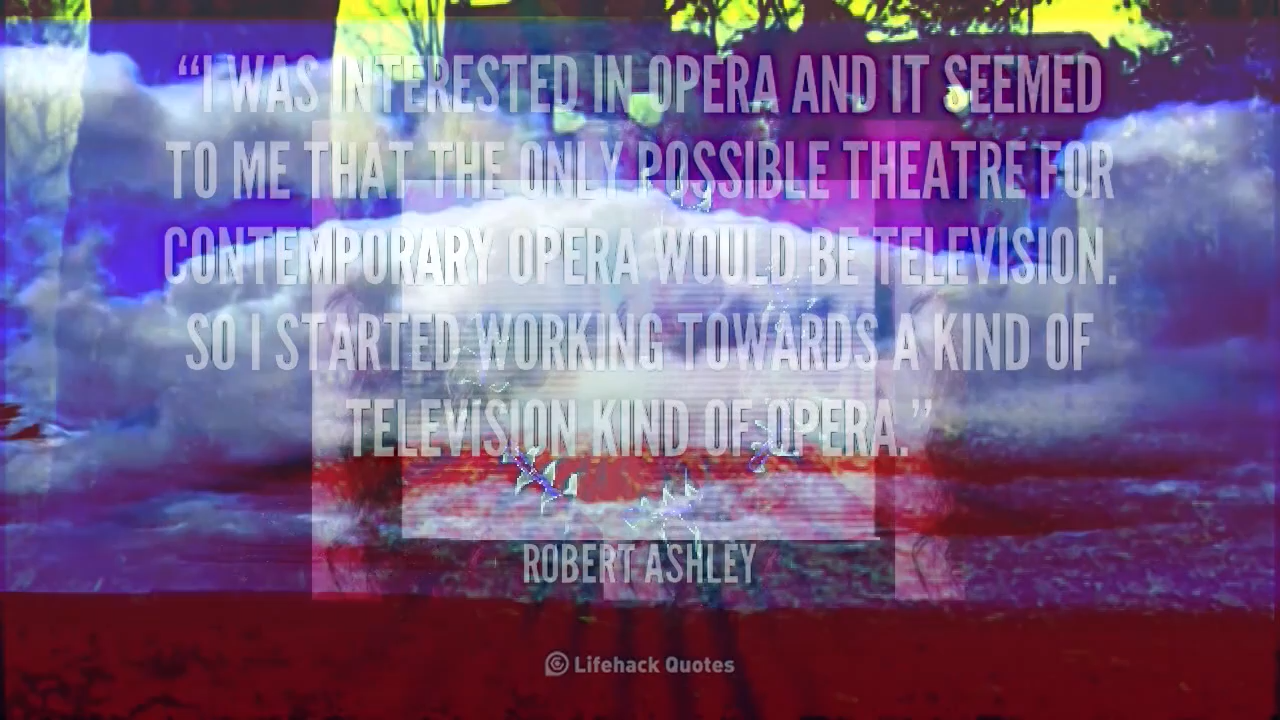 “I WAS INTERESTED IN OPERA AND IT SEEMED
TO ME THAT THE ONLY POSSIBLE THEATRE FOR
CONTEMPORARY OPERA WOULD BE TELEVISION.
SO I STARTED WORKING TOWARDS A KIND OF
TELEVISION KIND OF OPERA.”
ROBERT ASHLEY
Lifehack Quotes